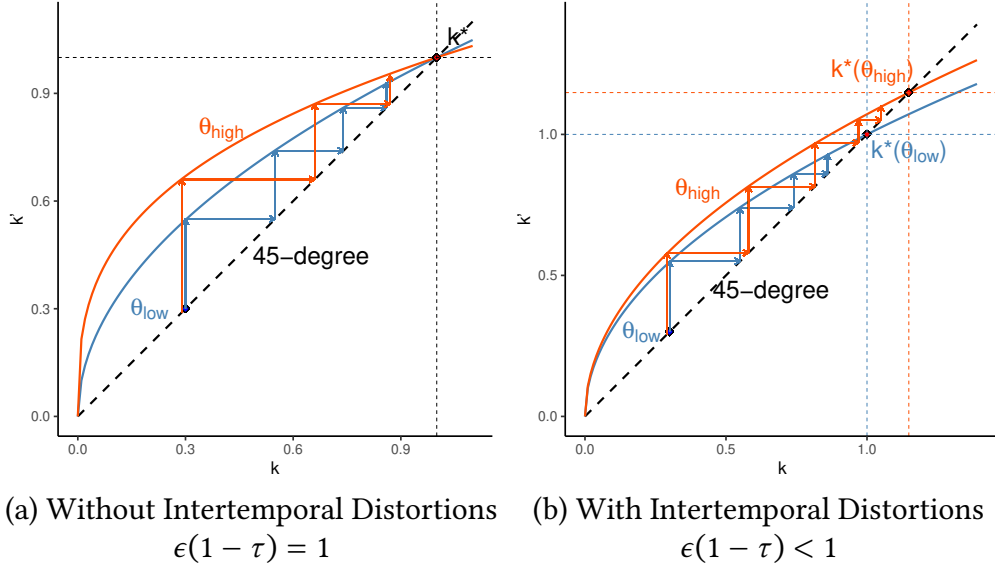 k*
θhigh
45−degree
θlow
k'
0.9
0.6
0.3
0.0
0.0 0.3 0.6 0.9
k
k*(θhigh)
k*(θlow)
θhigh
45−degree
θlow
k'
1.0
0.5
0.0
0.0 0.5 1.0
k
(a) Without Intertemporal Distortions
ϵ(1 − τ) = 1
(b) With Intertemporal Distortions
ϵ(1 − τ) < 1